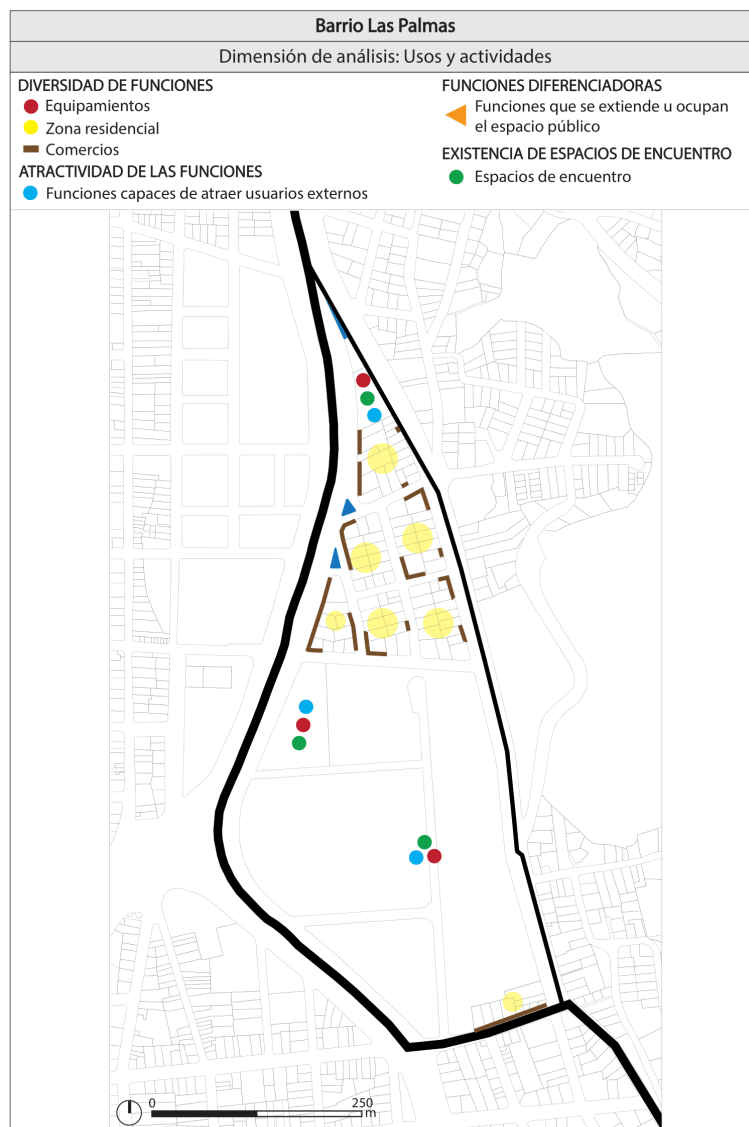 Barrio Las Palmas
Dimensión de análisis: Usos y actividades
DIVERSIDAD DE FUNCIONES
Equipamientos
Zona residencial
Comercios
ATRACTIVIDAD DE LAS FUNCIONES
Funciones capaces de atraer usuarios externos
FUNCIONES DIFERENCIADORAS
Funciones que se extiende u ocupan
el espacio público
EXISTENCIA DE ESPACIOS DE ENCUENTRO
Espacios de encuentro
0
250
m